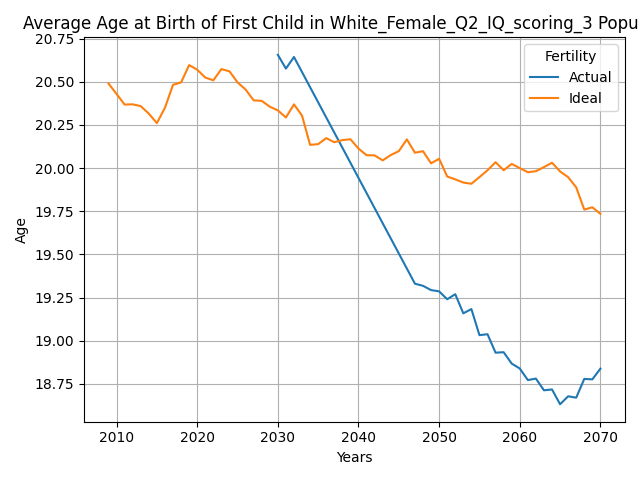 Average Age at Birth of First Child in White_Female_Q2_IQ_scoring_3 Popu
Fertility
Actual
Ideal
Age
20.75
20.50
20.25
20.00
19.75
19.50
19.25
19.00
18.75
2010 2020 2030 2040 2050 2060 2070
Years